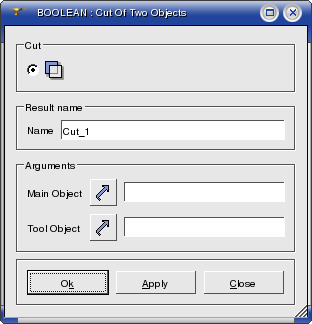 BOOLEAN : Cut Of Two Objects
Cut
Result name
Name Cut_1
Arguments
Main Object
Tool Object
Ok Apply Close